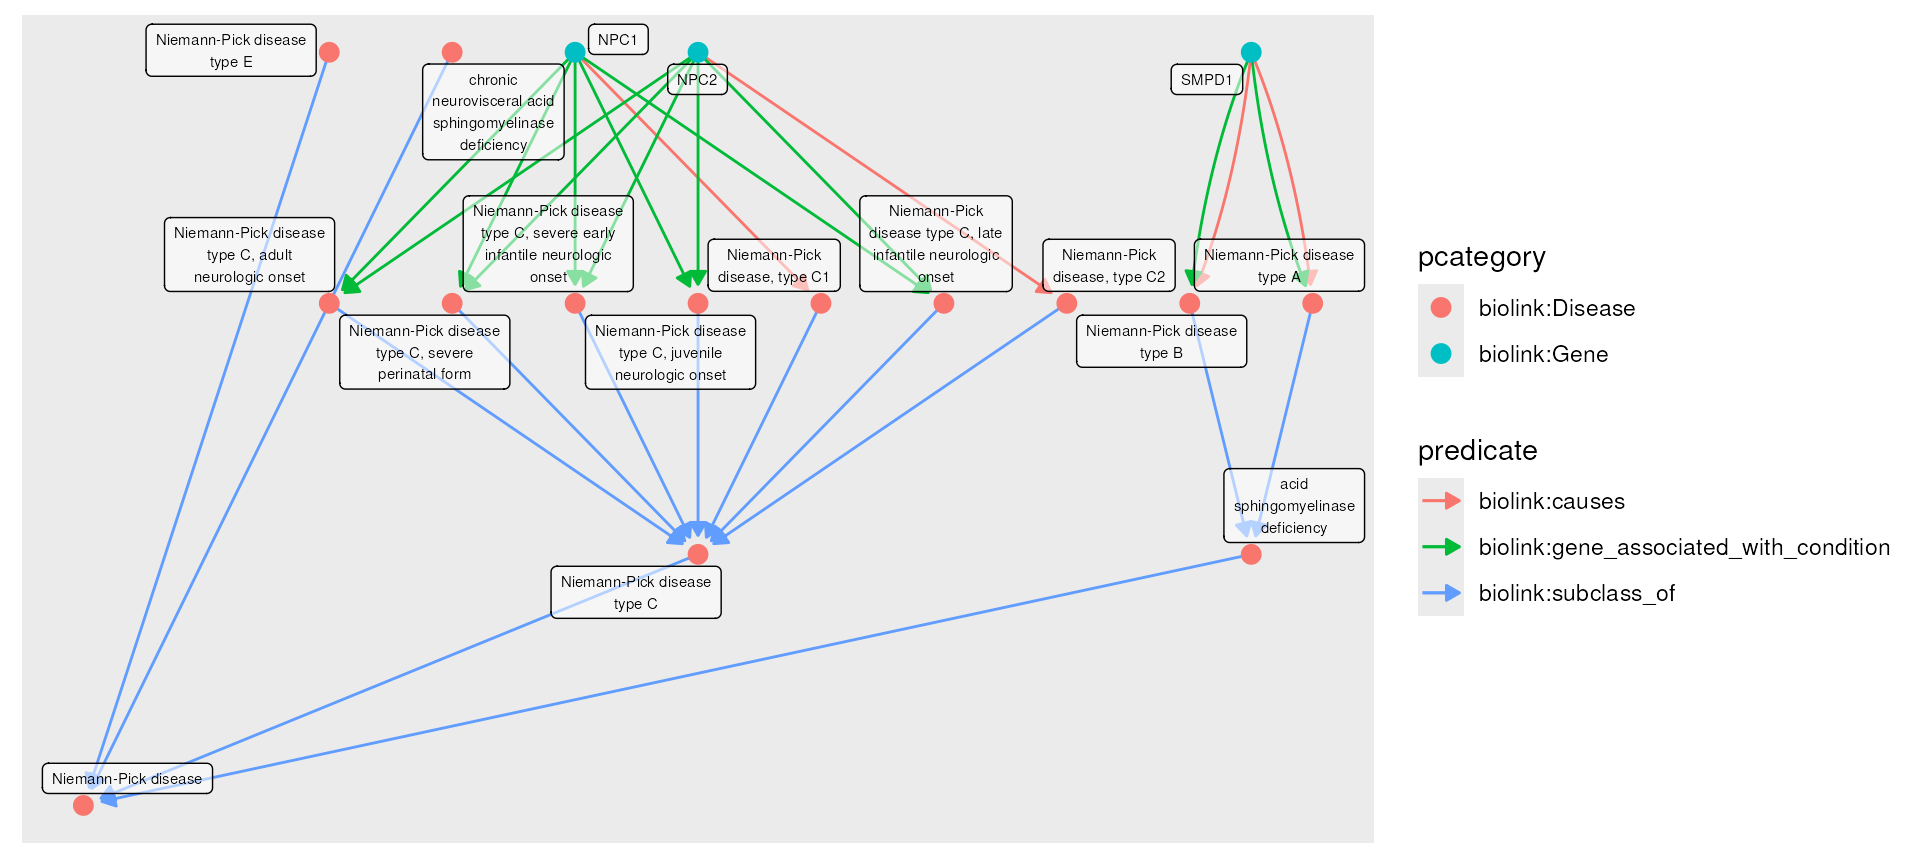 Niemann-Pick disease
type E
NPC1
chronic
neurovisceral acid
sphingomyelinase
deficiency
NPC2
SMPD1
Niemann-Pick disease
type C, adult
neurologic onset
Niemann-Pick disease
type C, severe early
infantile neurologic
onset
Niemann-Pick
disease, type C1
Niemann-Pick
disease type C, late
infantile neurologic
onset
Niemann-Pick
disease, type C2
Niemann-Pick disease
type A
Niemann-Pick disease
type C, severe
perinatal form
Niemann-Pick disease
type C, juvenile
neurologic onset
Niemann-Pick disease
type B
acid
sphingomyelinase
deficiency
Niemann-Pick disease
type C
Niemann-Pick disease
pcategory
biolink:Disease
biolink:Gene
predicate
biolink:causes
biolink:gene_associated_with_condition
biolink:subclass_of